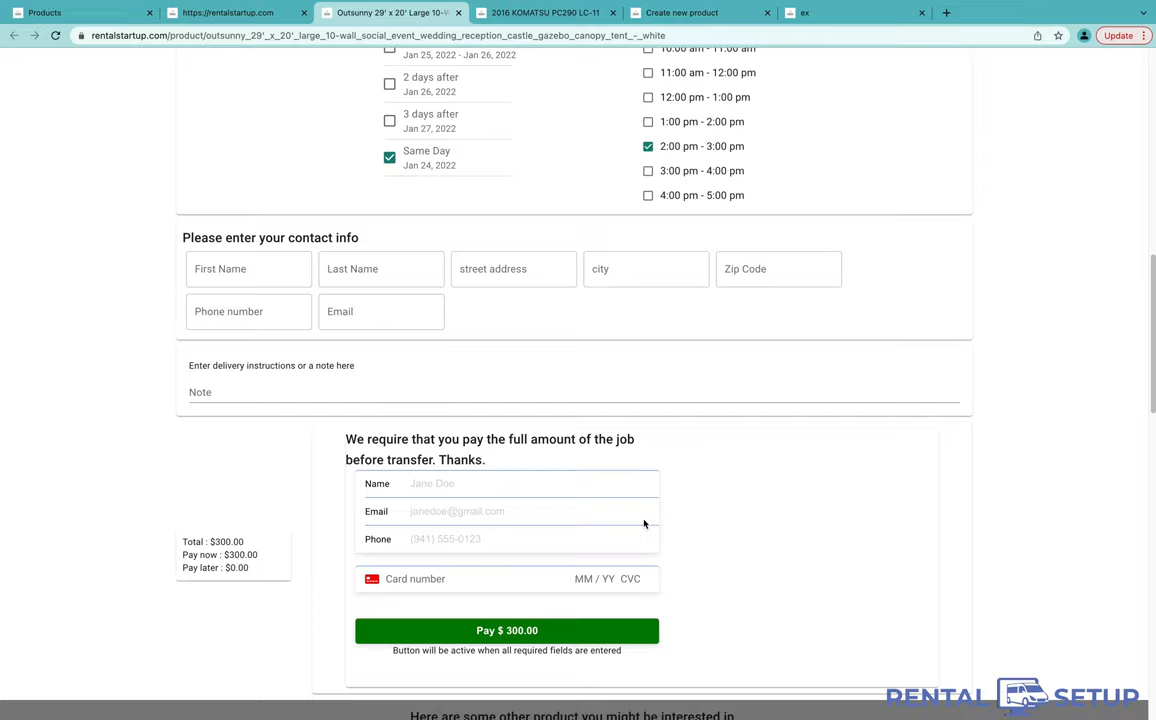 Products
https://rentalstartup.com
Outsunny 29' x 20' Large 10-W
2016 KOMATSU PC290 LC-11
Create new product
ex
rentalstartup.com/product/outsunny_29'_x_20'_large_10-wall_social_event_wedding_reception_castle_gazebo_canopy_tent_-_white
Update
Jan 25, 2022 - Jan 26, 2022
2 days after
Jan 26, 2022
3 days after
Jan 27, 2022
Same Day
Jan 24, 2022
10:00 am - 11:00 am
11:00 am - 12:00 pm
12:00 pm - 1:00 pm
1:00 pm - 2:00 pm
2:00 pm - 3:00 pm
3:00 pm - 4:00 pm
4:00 pm - 5:00 pm
Please enter your contact info
First Name
Last Name
street address
city
Zip Code
Phone number
Email
Enter delivery instructions or a note here
Note
We require that you pay the full amount of the job
before transfer. Thanks.
Name Jane Doe
Email janedoe@gmail.com
Phone (941) 555-0123
Card number MM / YY CVC
Total : $300.00
Pay now : $300.00
Pay later : $0.00
Pay $ 300.00
Button will be active when all required fields are entered
RENTAL SETUP
Here are some other product you might be interested in